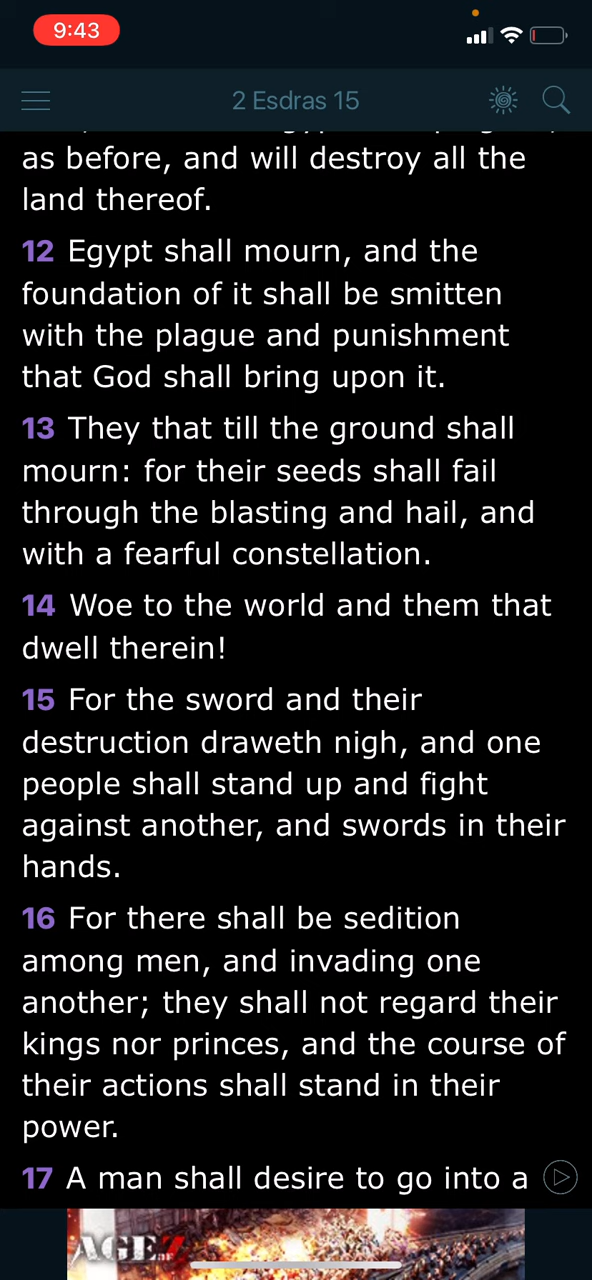 9:43
2 Esdras 15
as before, and will destroy all the
land thereof.
12 Egypt shall mourn, and the
foundation of it shall be smitten
with the plague and punishment
that God shall bring upon it.
13 They that till the ground shall
mourn: for their seeds shall fail
through the blasting and hail, and
with a fearful constellation.
14 Woe to the world and them that
dwell therein!
15 For the sword and their
destruction draweth nigh, and one
people shall stand up and fight
against another, and swords in their
hands.
16 For there shall be sedition
among men, and invading one
another; they shall not regard their
kings nor princes, and the course of
their actions shall stand in their
power.
17 A man shall desire to go into a
AGE Z